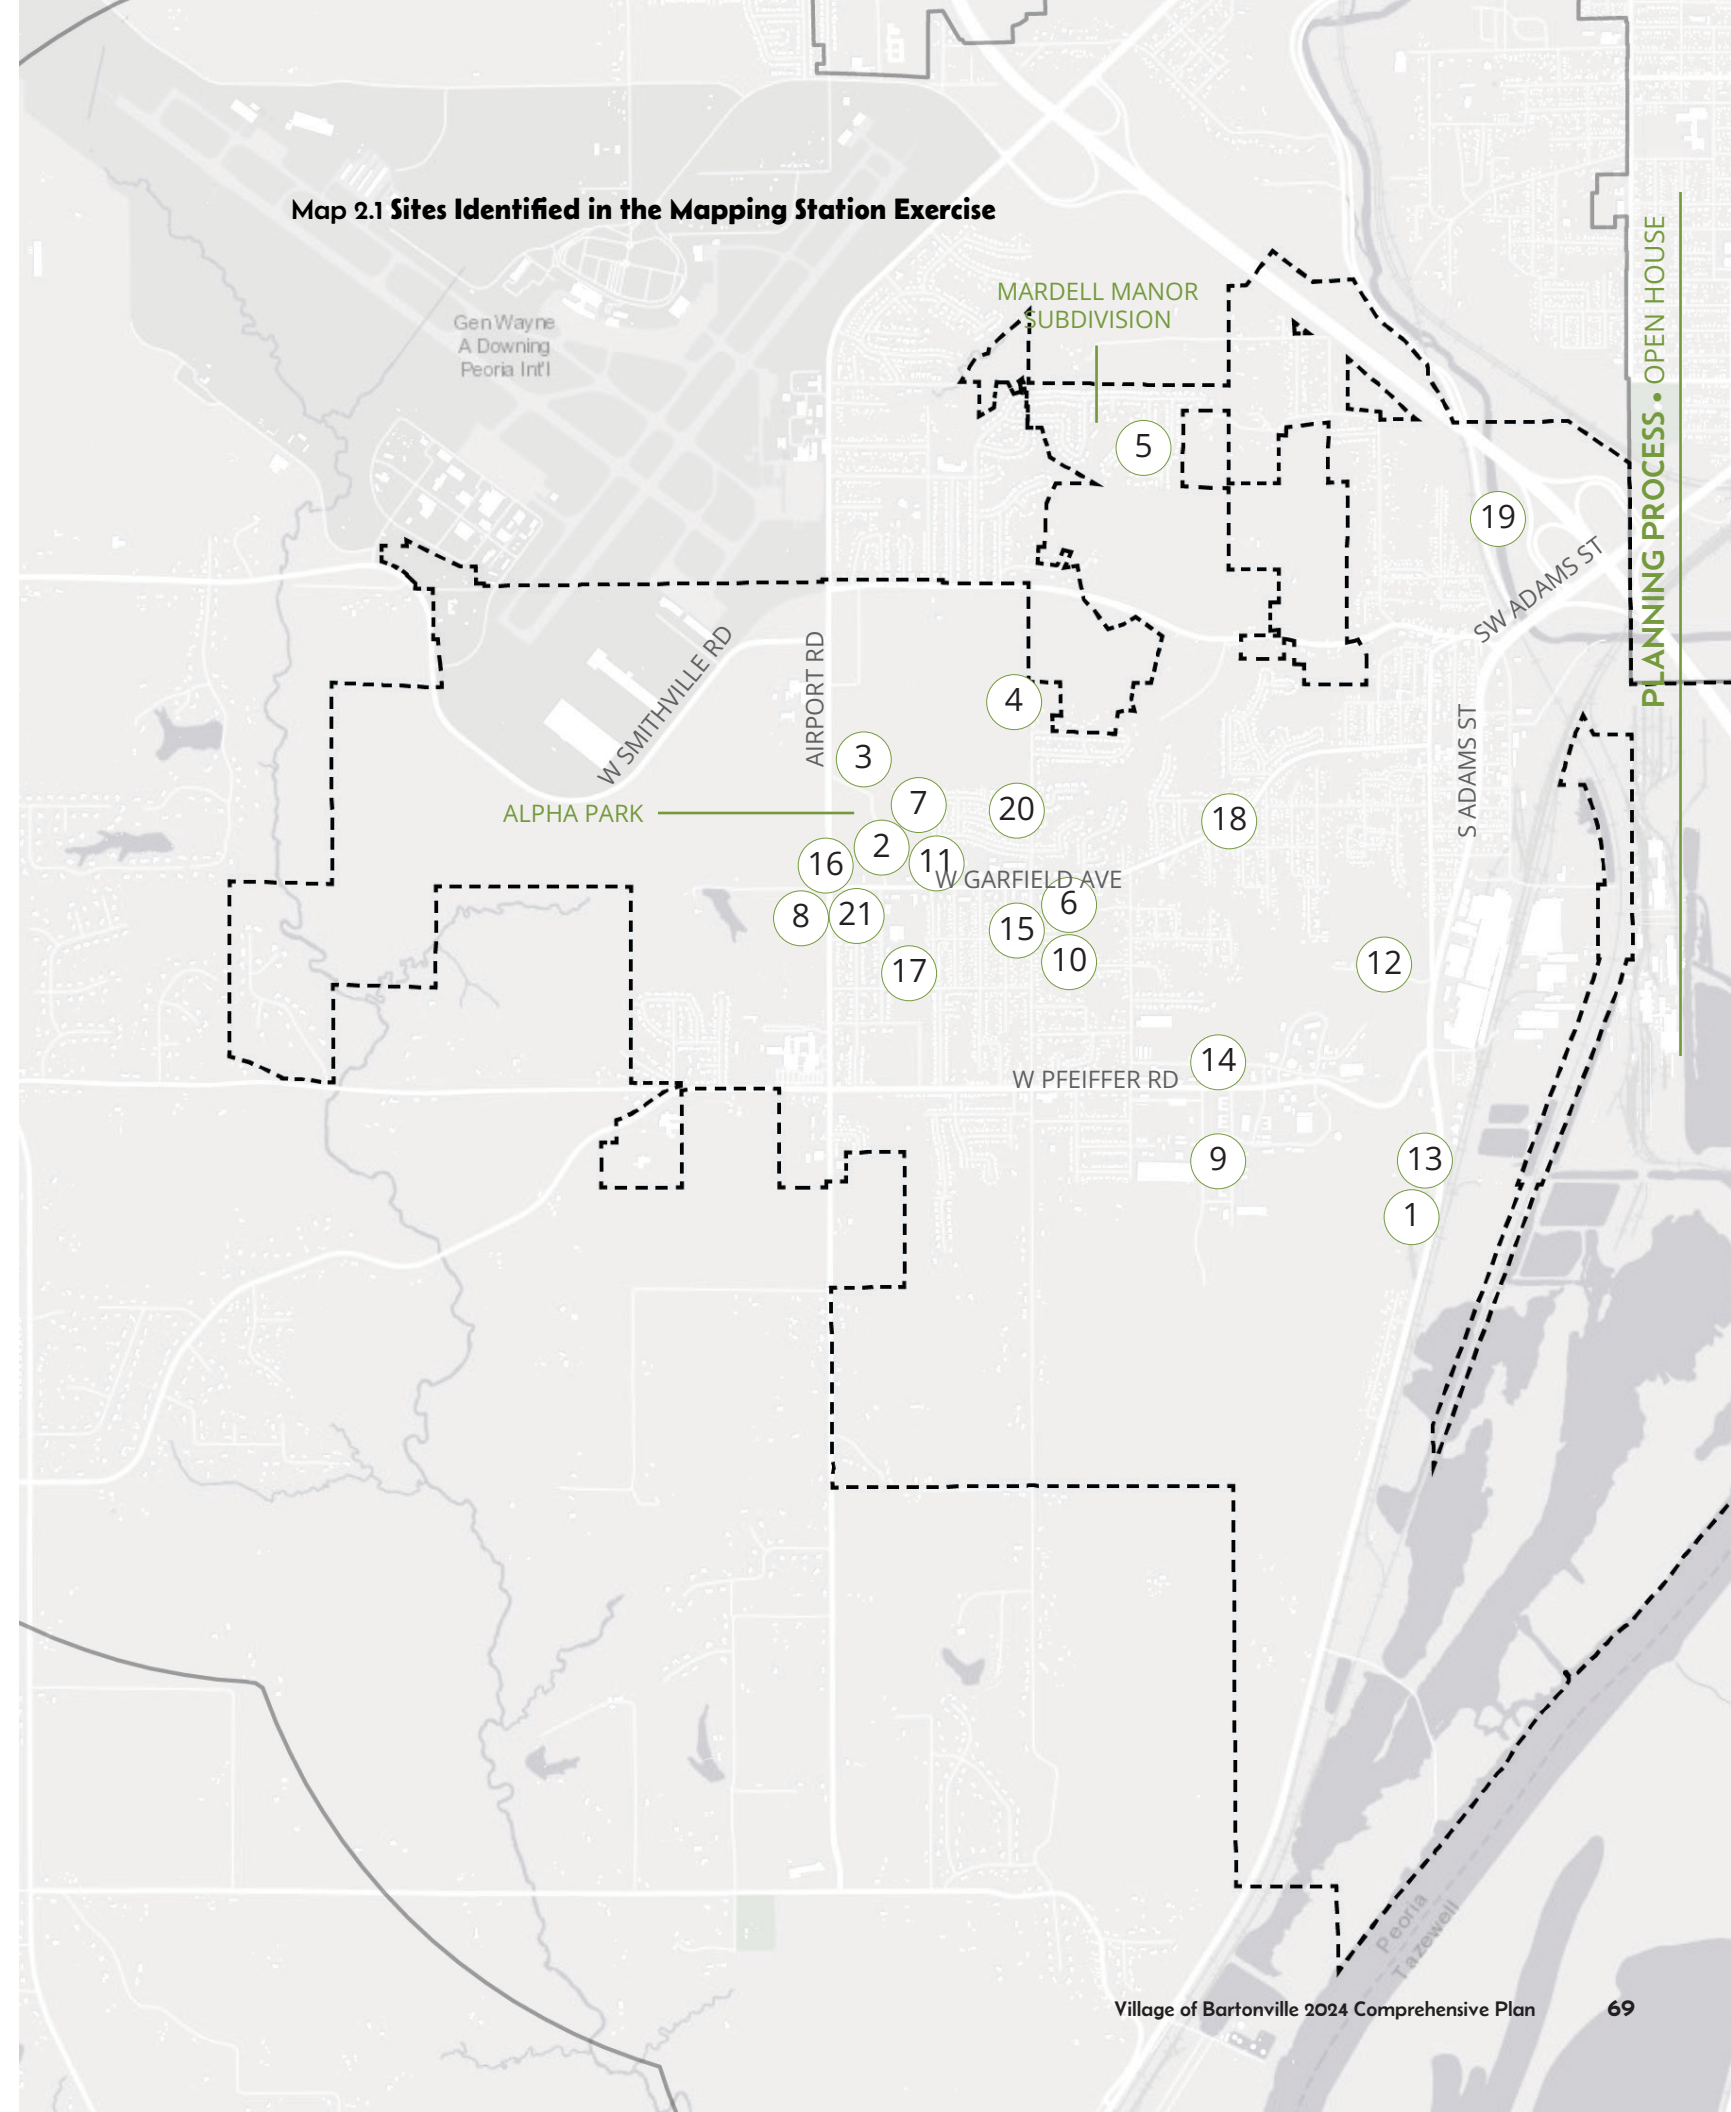 Map 2.1 Sites Identified in the Mapping Station Exercise
MARDELL MANOR
SUBDIVISION
Gen Wayne
A Downing
Peoria Int'l
5
19
SW ADAMS ST
W SMITHVILLE RD
AIRPORT RD
S ADAMS ST
4
3
7
20
18
ALPHA PARK
2
16
11
W GARFIELD AVE
6
8
21
15
10
12
17
14
W PFEIFFER RD
9
13
1
Peoria
Tazewell
PLANNING PROCESS • OPEN HOUSE
Village of Bartonville 2024 Comprehensive Plan 69